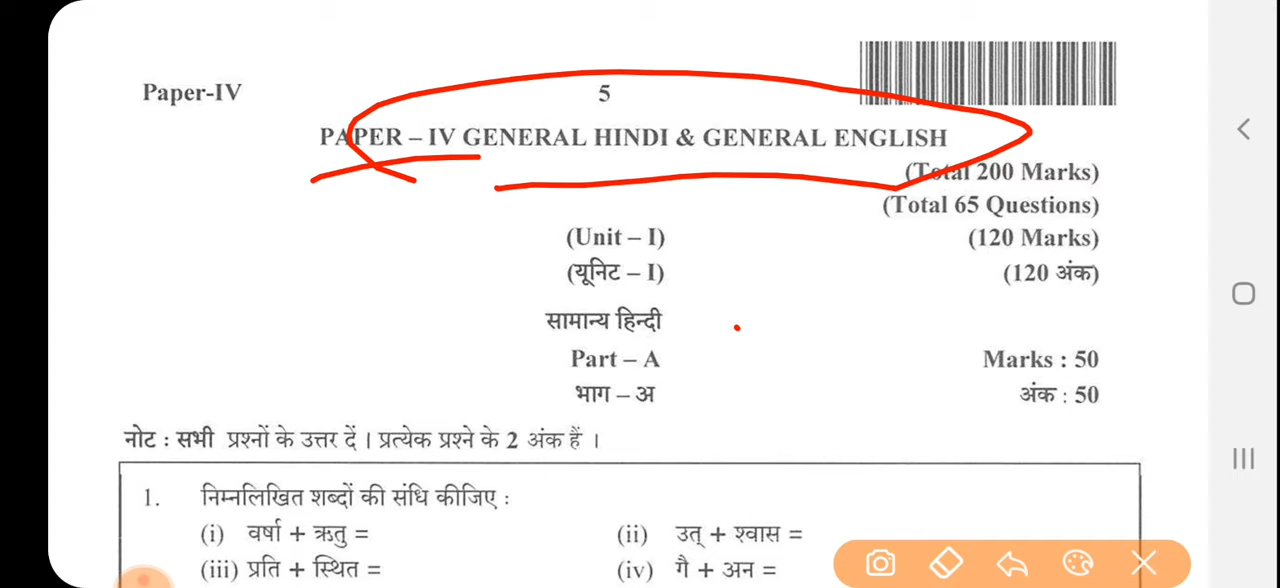 Paper-IV 5
PAPER – IV GENERAL HINDI & GENERAL ENGLISH
(Total 200 Marks)
(Total 65 Questions)
(Unit – I) (120 Marks)
(यूनिट – I) (120 अंक)
सामान्य हिन्दी
Part – A Marks : 50
भाग – अ अंक : 50
नोट : सभी प्रश्नों के उत्तर दें । प्रत्येक प्रश्ने के 2 अंक हैं ।
1. निम्नलिखित शब्दों की संधि कीजिए :
(i) वर्षा + ऋतु = (ii) उत् + श्वास =
(iii) प्रति + स्थित = (iv) गै + अन =